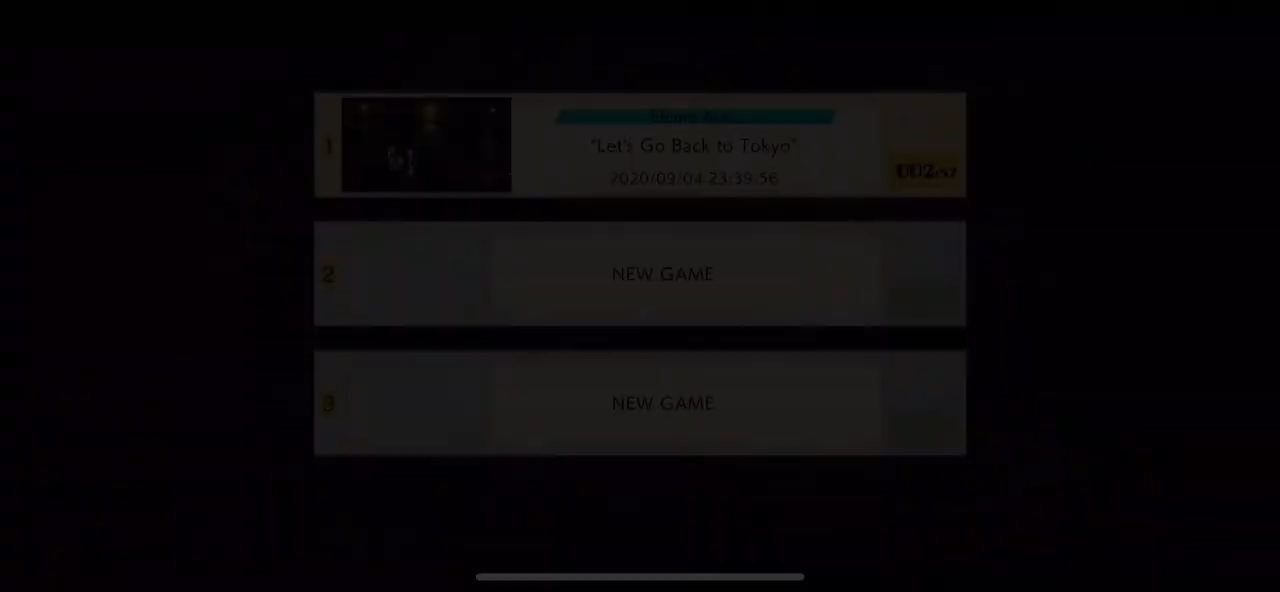 1
"Let's Go Back to Tokyo"
2020/09/04 23:39:56
2
NEW GAME
3
NEW GAME